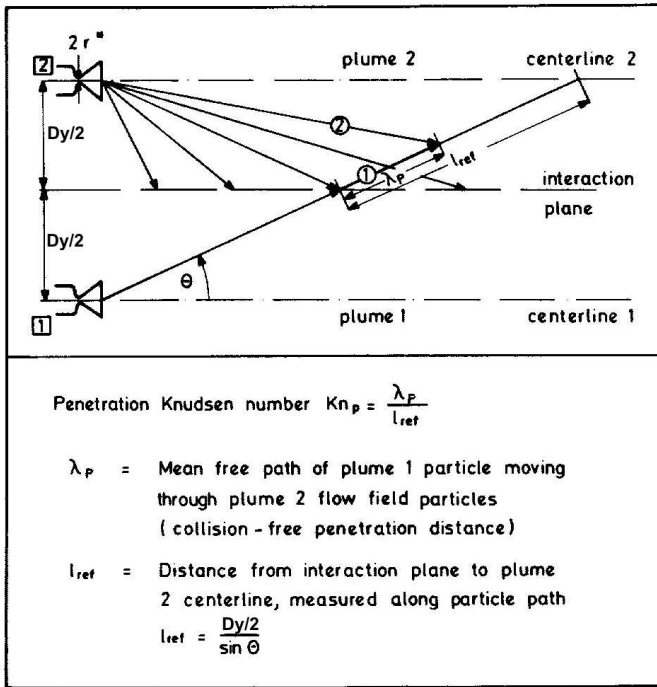 2 r*
2
plume 2
centerline 2
Dy/2
2
1
λP
lref
interaction
plane
Dy/2
θ
1
plume 1
centerline 1
Penetration Knudsen number Knp = λP / lref
λP = Mean free path of plume 1 particle moving
through plume 2 flow field particles
( collision - free penetration distance )
lref = Distance from interaction plane to plume
2 centerline, measured along particle path
lref = Dy/2 / sin θ